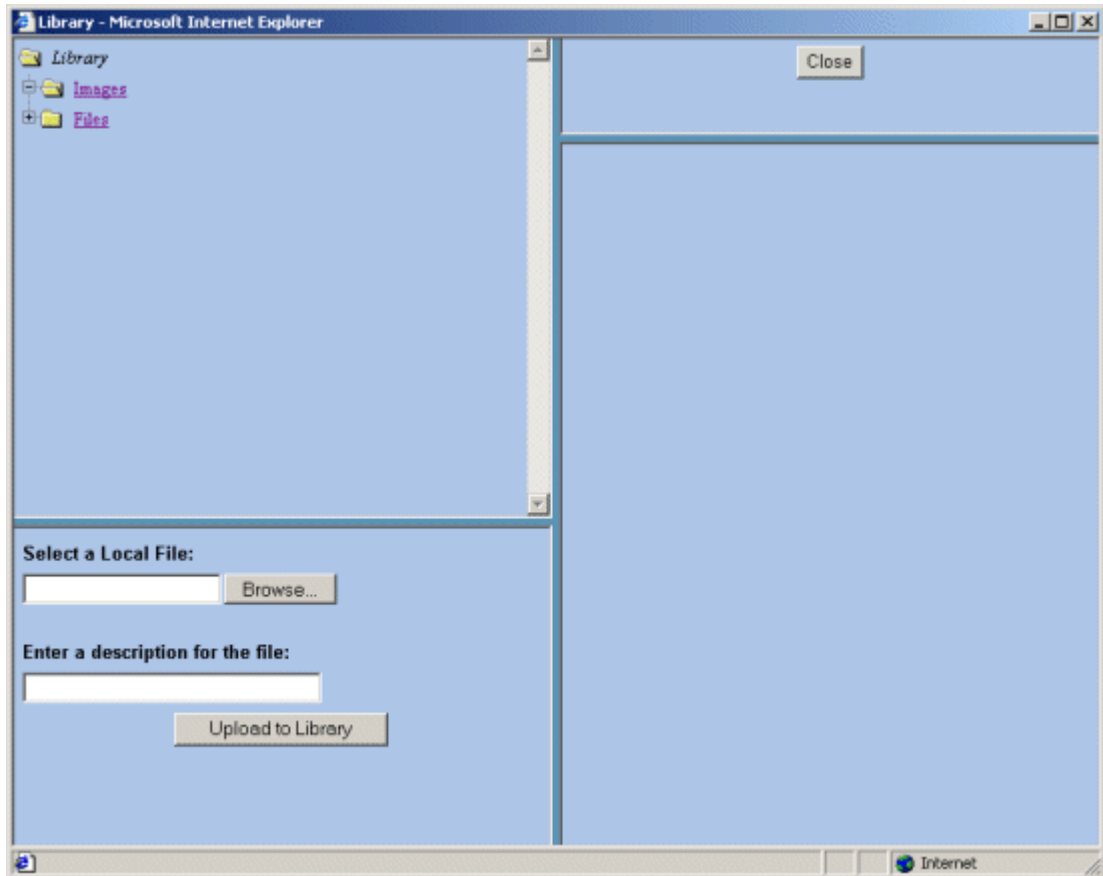 Library - Microsoft Internet Explorer
Library
Images
Files
Close
Select a Local File:
Browse...
Enter a description for the file:
Upload to Library
Internet